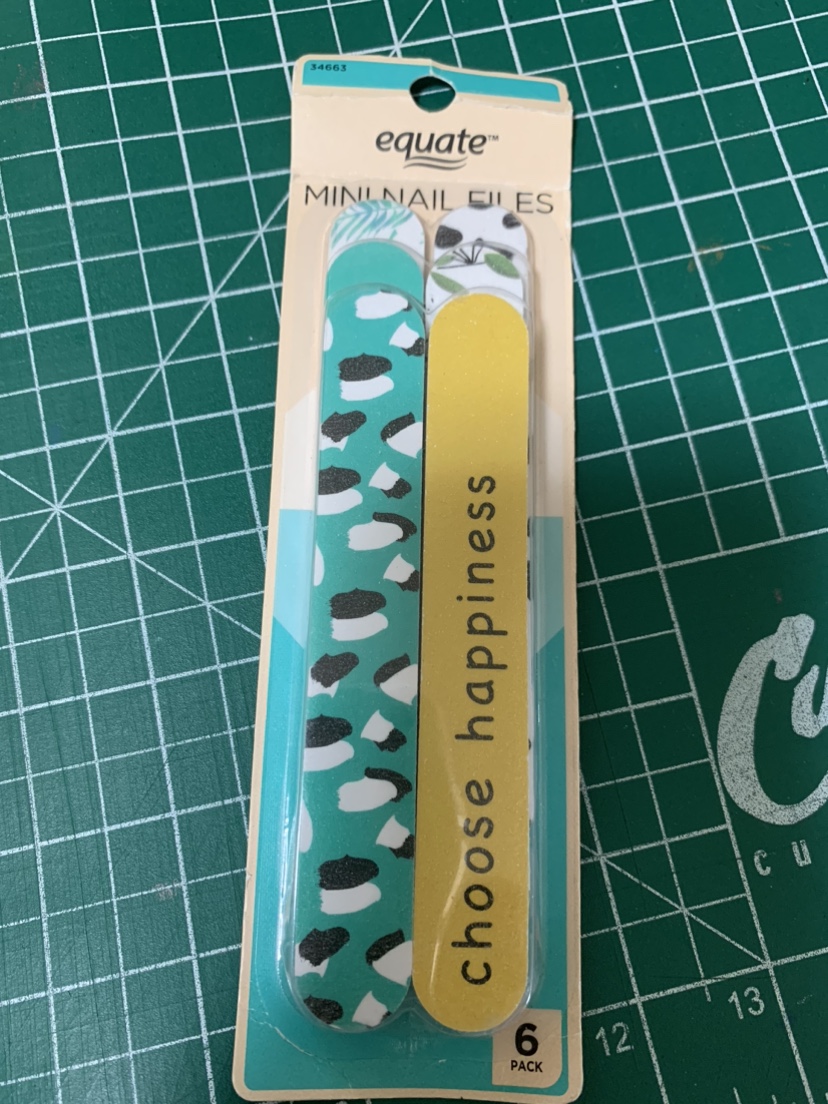 34663
equate™
MINI NAIL FILES
choose happiness
6
PACK
13
12